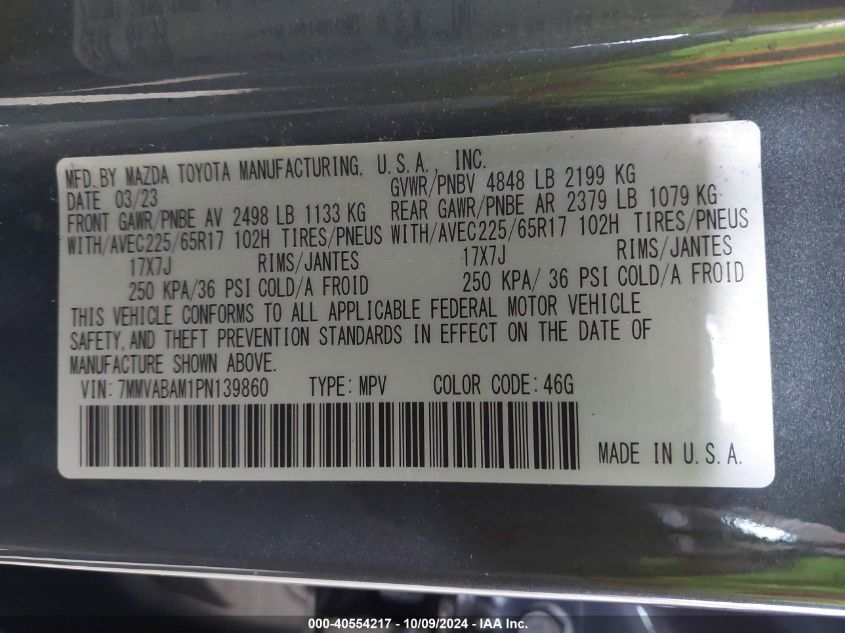 MFD. BY MAZDA TOYOTA MANUFACTURING, U.S.A. INC.
DATE 03/23 GVWR/PNBV 4848 LB 2199 KG
FRONT GAWR/PNBE AV 2498 LB 1133 KG REAR GAWR/PNBE AR 2379 LB 1079 KG
WITH/AVEC225/65R17 102H TIRES/PNEUS WITH/AVEC225/65R17 102H TIRES/PNEUS
17X7J RIMS/JANTES 17X7J RIMS/JANTES
250 KPA/36 PSI COLD/A FROID 250 KPA/ 36 PSI COLD/A FROID
THIS VEHICLE CONFORMS TO ALL APPLICABLE FEDERAL MOTOR VEHICLE
SAFETY, AND THEFT PREVENTION STANDARDS IN EFFECT ON THE DATE OF
MANUFACTURE SHOWN ABOVE.
VIN: 7MMVABAM1PN139860 TYPE: MPV COLOR CODE: 46G
MADE IN U.S.A.
000-40554217 - 10/09/2024 - IAA Inc.